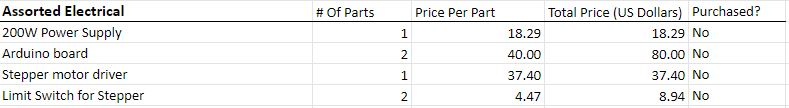 Assorted Electrical # Of Parts Price Per Part Total Price (US Dollars) Purchased?
200W Power Supply 1 18.29 18.29 No
Arduino board 2 40.00 80.00 No
Stepper motor driver 1 37.40 37.40 No
Limit Switch for Stepper 2 4.47 8.94 No